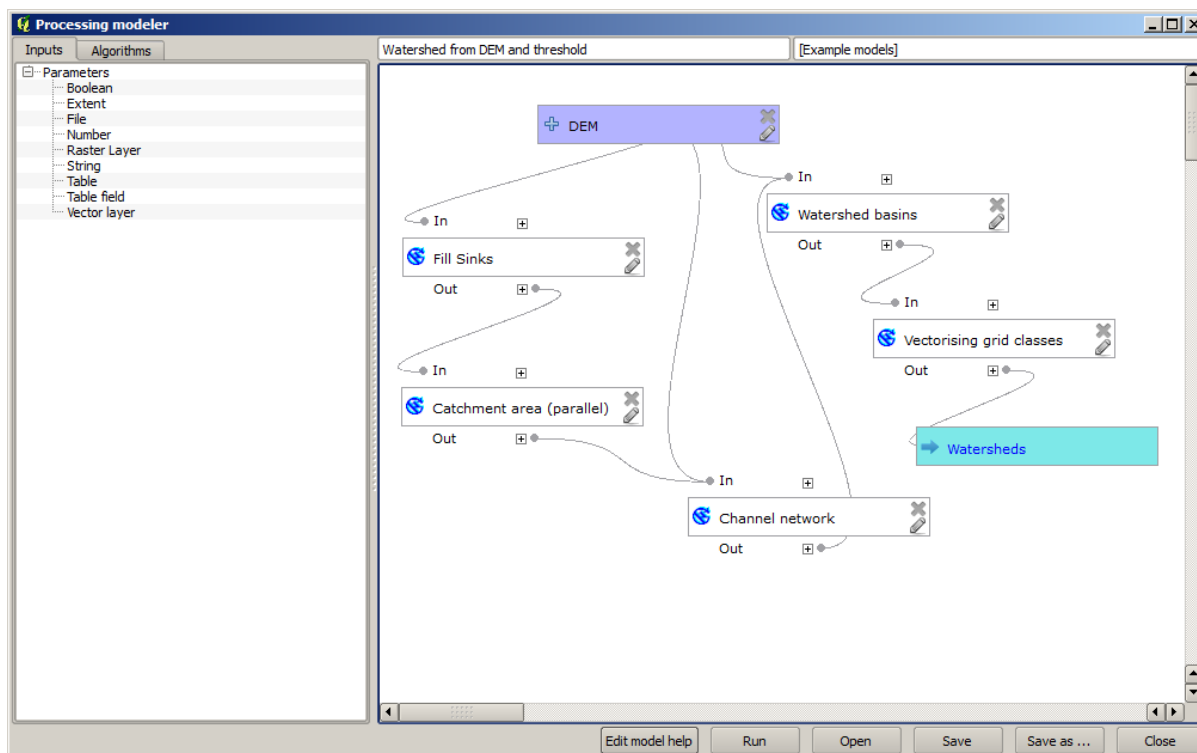 Processing modeler
Inputs
Algorithms
Parameters
Boolean
Extent
File
Number
Raster Layer
String
Table
Table field
Vector layer
Watershed from DEM and threshold
[Example models]
DEM
In
Fill Sinks
Out
In
Catchment area (parallel)
Out
In
Channel network
Out
In
Watershed basins
Out
In
Vectorising grid classes
Out
Watersheds
Edit model help
Run
Open
Save
Save as ...
Close